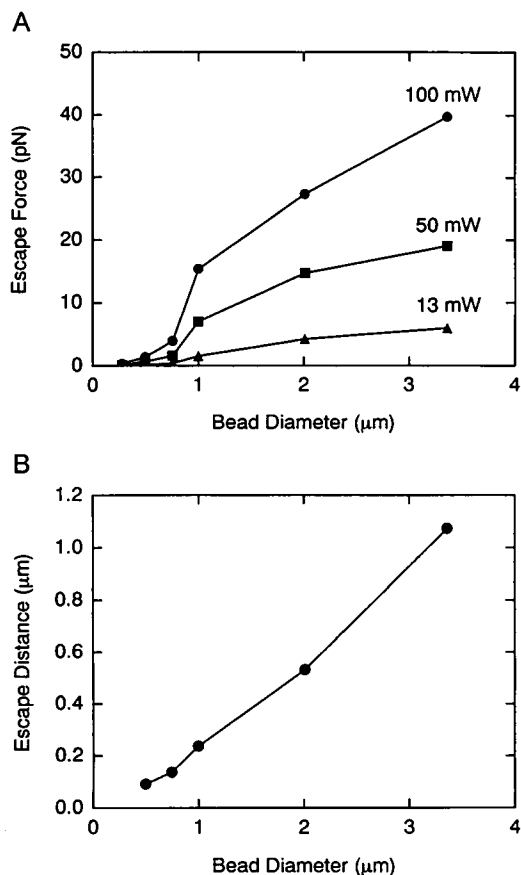 A
50
40
30
20
10
0
Escape Force (pN)
100 mW
50 mW
13 mW
0
1
2
3
4
Bead Diameter (μm)
B
1.2
1.0
0.8
0.6
0.4
0.2
0.0
Escape Distance (μm)
0
1
2
3
4
Bead Diameter (μm)